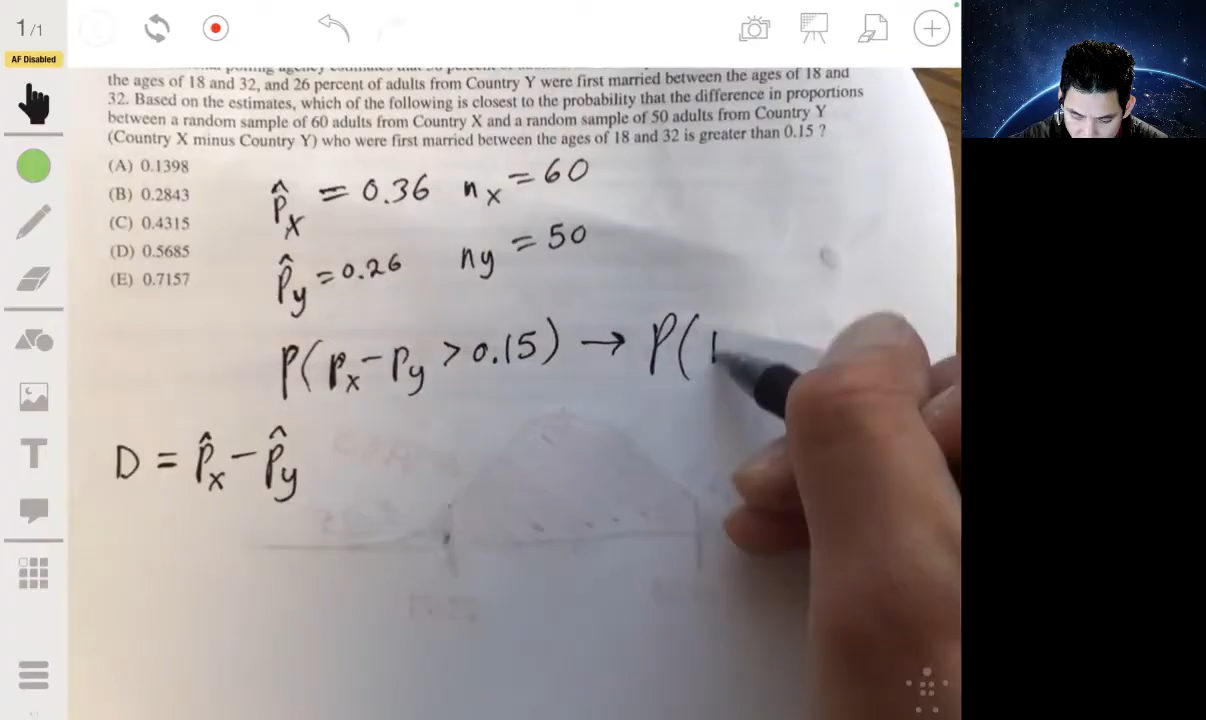 1/1
AF Disabled
the ages of 18 and 32, and 26 percent of adults from Country Y were first married between the ages of 18 and
32. Based on the estimates, which of the following is closest to the probability that the difference in proportions
between a random sample of 60 adults from Country X and a random sample of 50 adults from Country Y
(Country X minus Country Y) who were first married between the ages of 18 and 32 is greater than 0.15 ?
(A) 0.1398
(B) 0.2843
(C) 0.4315
(D) 0.5685
(E) 0.7157
p̂x = 0.36 nx = 60
p̂y = 0.26 ny = 50
P(px - py > 0.15) → P(
D = p̂x - p̂y